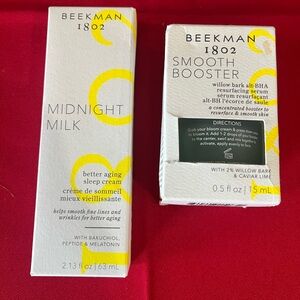 BEEKMAN
1802
MIDNIGHT
MILK
better aging
sleep cream
crème de sommeil
mieux vieillissante
helps smooth fine lines and
wrinkles for better aging
WITH BAKUCHIOL,
PEPTIDE & MELATONIN
2.13 fl oz | 63 mL
BEEKMAN
1802
SMOOTH
BOOSTER
willow bark alt-BHA
resurfacing serum
sérum resurfaçant
alt-BH l'écorce de saule
a concentrated booster to
resurface & smooth skin
DIRECTIONS
WITH 2% WILLOW BARK
& CAVIAR LIME
0.5 fl oz | 15 mL